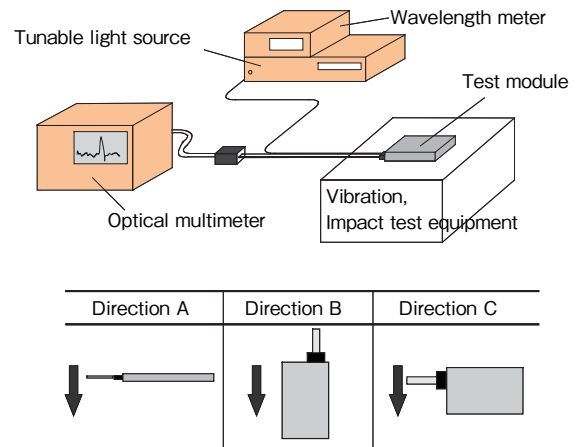 Wavelength meter
Tunable light source
Test module
Optical multimeter
Vibration,
Impact test equipment
Direction A
Direction B
Direction C